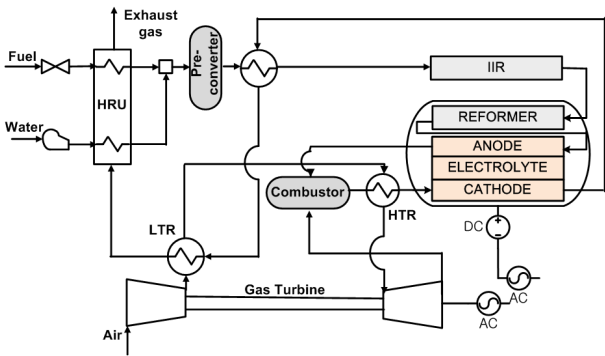 Exhaust
gas
Fuel
Pre-
converter
IIR
HRU
REFORMER
Water
ANODE
ELECTROLYTE
CATHODE
Combustor
HTR
LTR
DC
+
−
Gas Turbine
AC
AC
Air